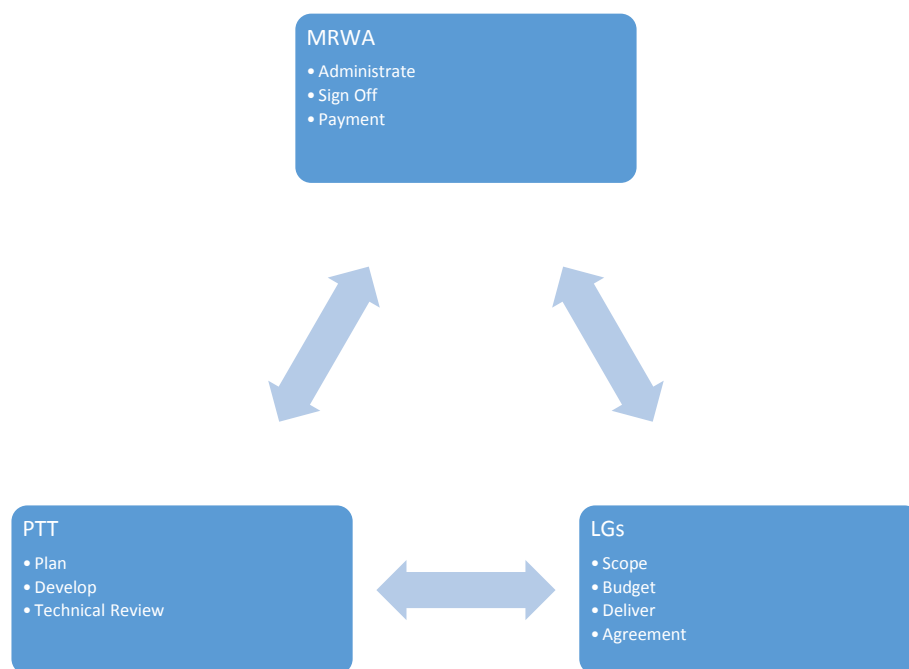 MRWA
• Administrate
• Sign Off
• Payment
PTT
• Plan
• Develop
• Technical Review
LGs
• Scope
• Budget
• Deliver
• Agreement